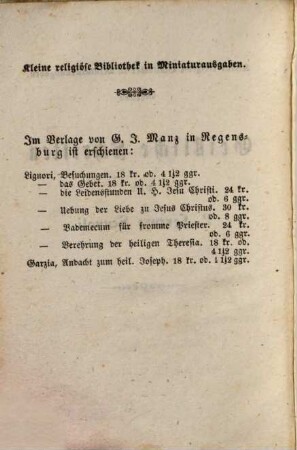 Kleine religiöse Bibliothek in Miniaturausgaben.
Im Verlage von G. J. Manz in Regens-
burg ist erschienen:
Liguori, Besuchungen. 18 kr. od. 4 1|2 ggr.
— das Gebet. 18 kr. od. 4 1|2 ggr.
— die Leidensstunden U. H. Jesu Christi. 24 kr.
od. 6 ggr.
— Uebung der Liebe zu Jesus Christus. 30 kr.
od. 8 ggr.
— Vademecum für fromme Priester. 24 kr.
od. 6 ggr.
— Verehrung der heiligen Theresia. 18 kr. od.
4 1|2 ggr.
Garzia, Andacht zum heil. Joseph. 18 kr. od. 4 1|2 ggr.